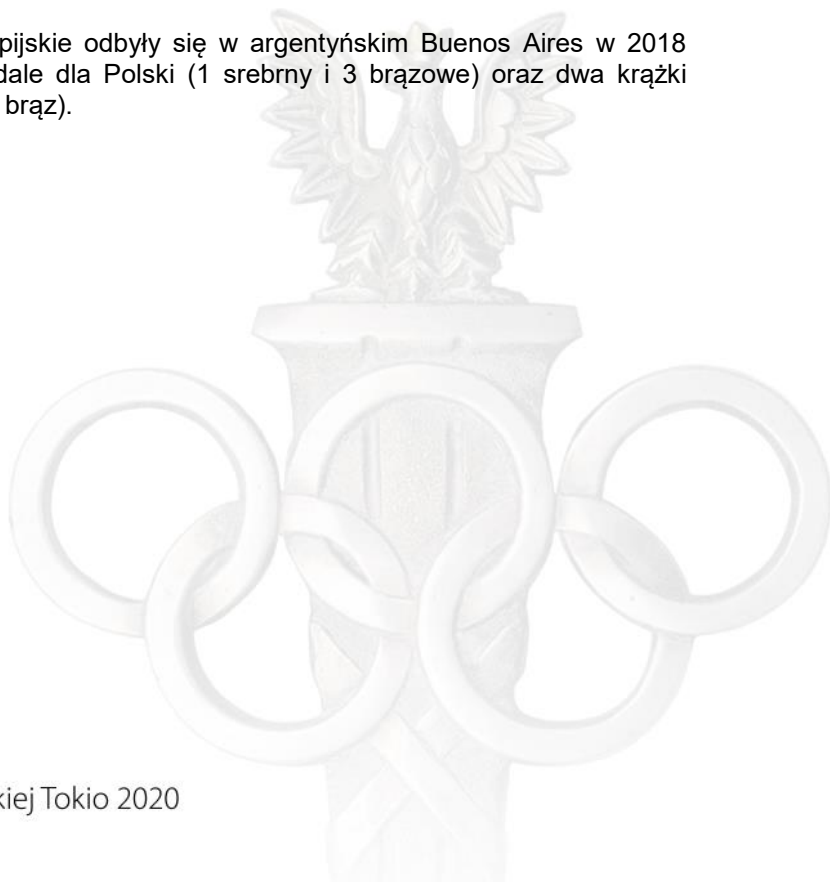 pijskie odbyły się w argentyńskim Buenos Aires w 2018
dale dla Polski (1 srebrny i 3 brązowe) oraz dwa krążki
brąz).
kiej Tokio 2020